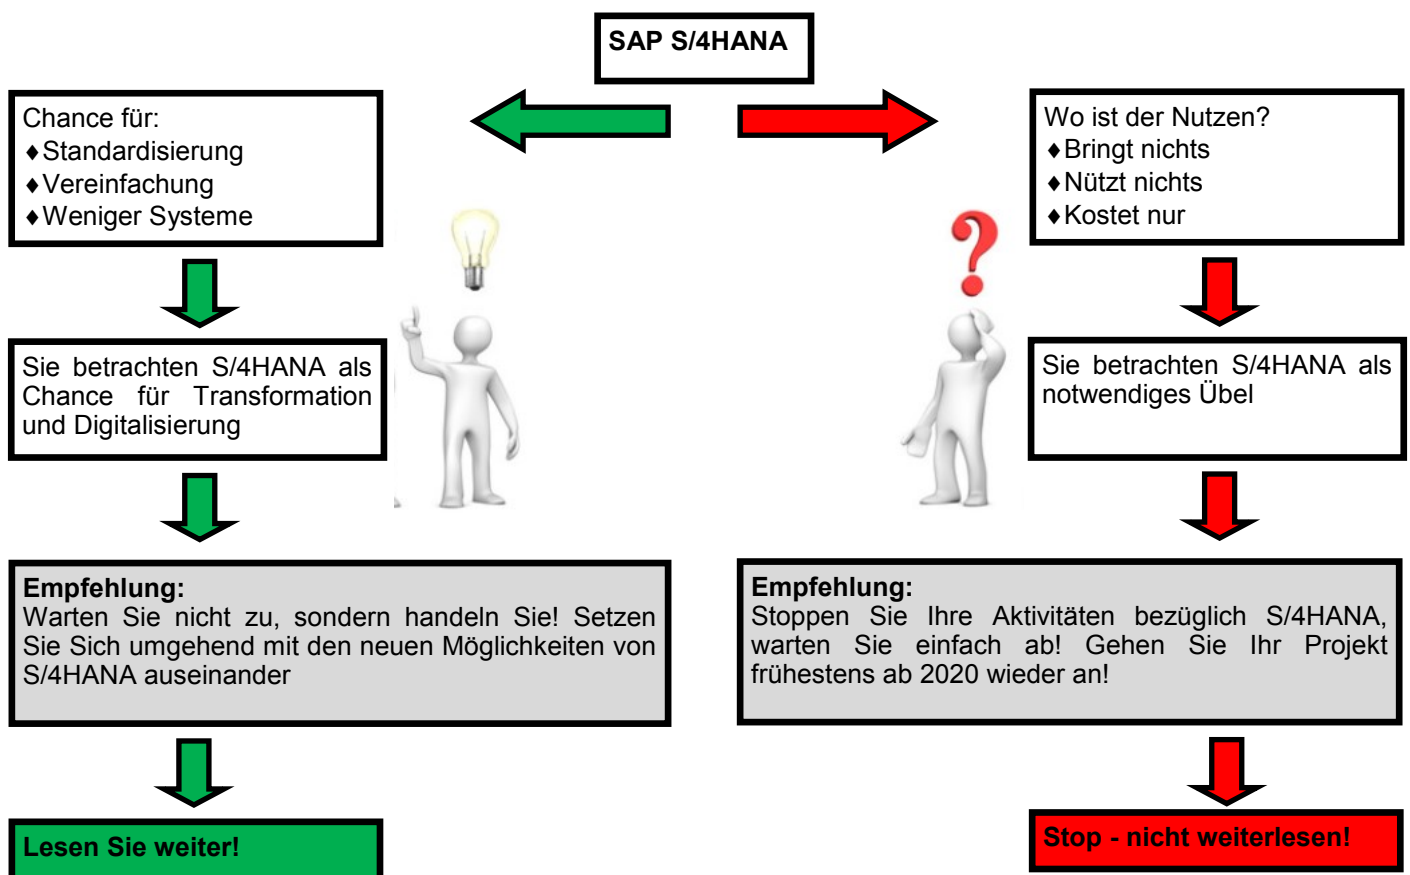 SAP S/4HANA
Chance für:
♦Standardisierung
♦Vereinfachung
♦Weniger Systeme
Wo ist der Nutzen?
♦Bringt nichts
♦Nützt nichts
♦Kostet nur
Sie betrachten S/4HANA als
Chance für Transformation
und Digitalisierung
Sie betrachten S/4HANA als
notwendiges Übel
Empfehlung:
Warten Sie nicht zu, sondern handeln Sie! Setzen
Sie Sich umgehend mit den neuen Möglichkeiten von
S/4HANA auseinander
Empfehlung:
Stoppen Sie Ihre Aktivitäten bezüglich S/4HANA,
warten Sie einfach ab! Gehen Sie Ihr Projekt
frühestens ab 2020 wieder an!
Lesen Sie weiter!
Stop - nicht weiterlesen!